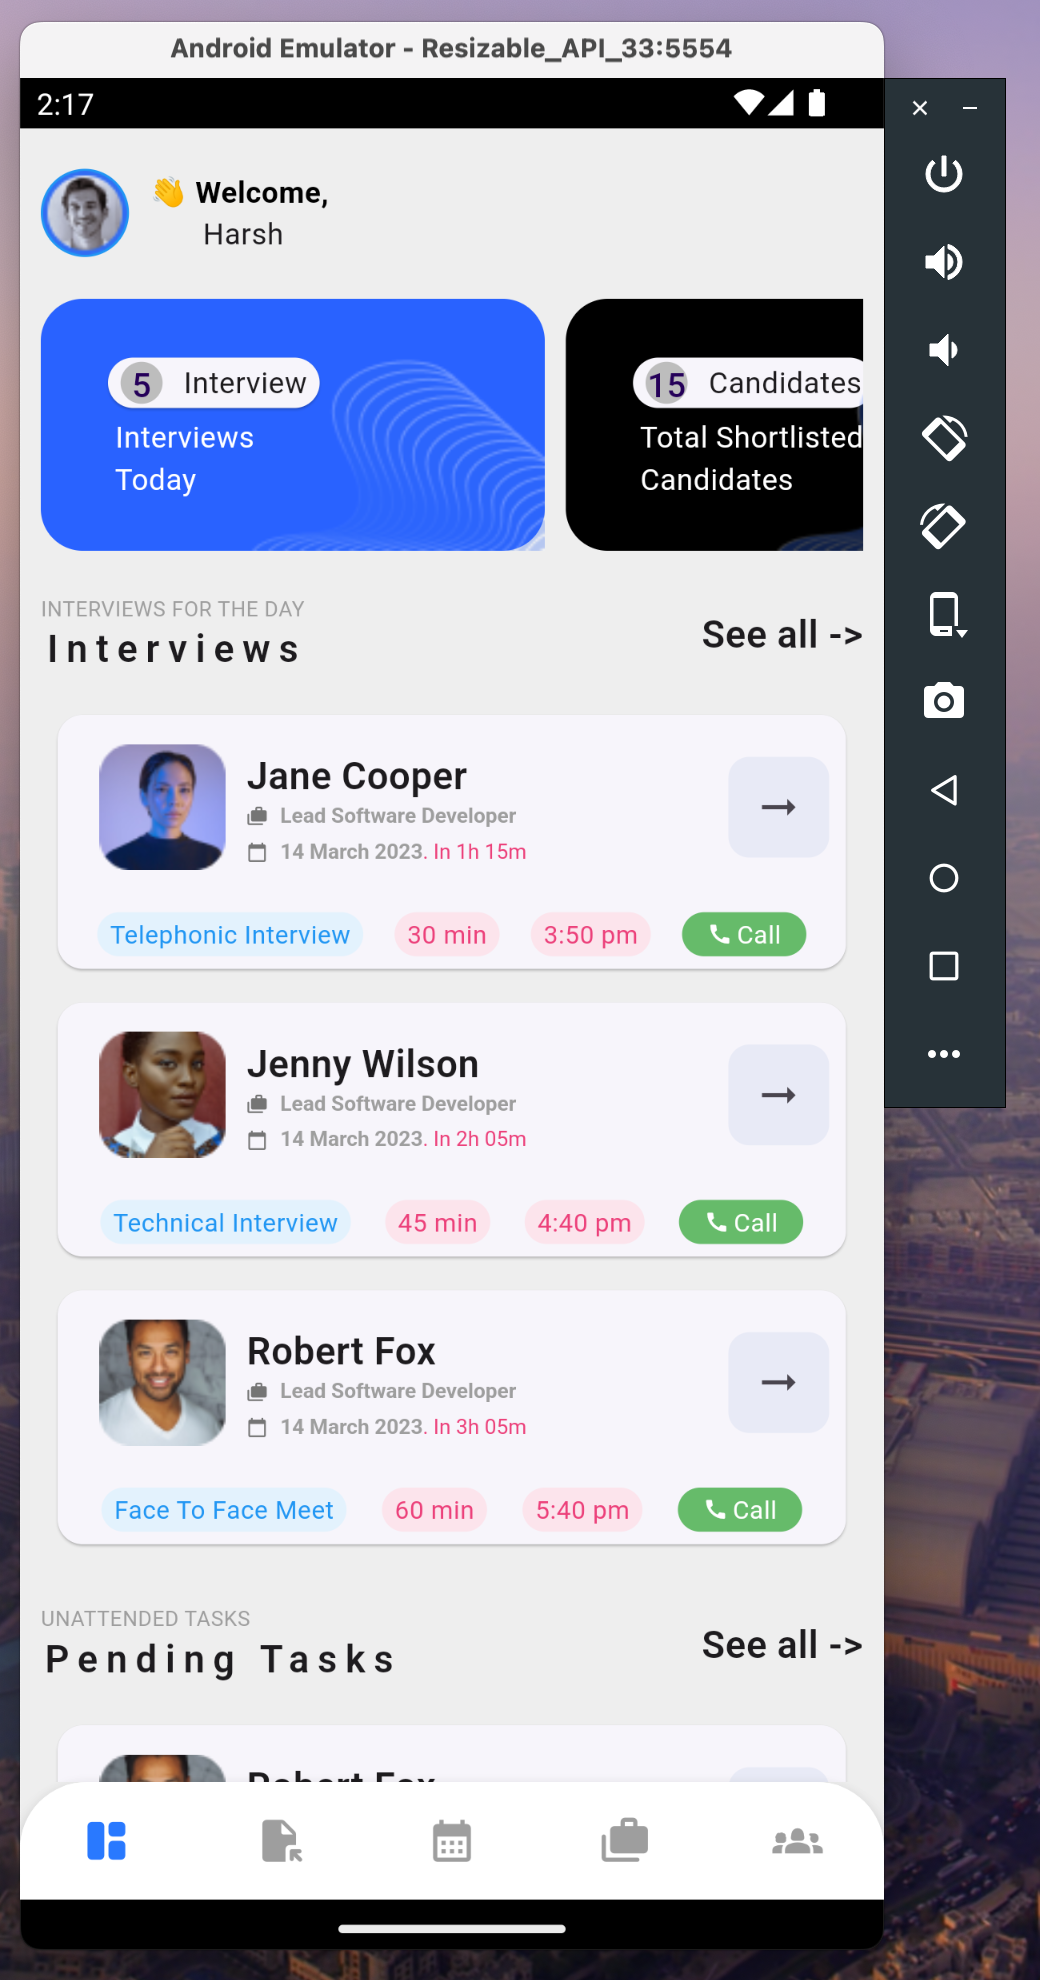 Android Emulator - Resizable_API_33:5554
2:17
👋 Welcome,
Harsh
5 Interview
Interviews
Today
15 Candidates
Total Shortlisted
Candidates
INTERVIEWS FOR THE DAY
Interviews
See all ->
Jane Cooper
Lead Software Developer
14 March 2023. In 1h 15m
Telephonic Interview 30 min 3:50 pm Call
Jenny Wilson
Lead Software Developer
14 March 2023. In 2h 05m
Technical Interview 45 min 4:40 pm Call
Robert Fox
Lead Software Developer
14 March 2023. In 3h 05m
Face To Face Meet 60 min 5:40 pm Call
UNATTENDED TASKS
Pending Tasks
See all ->
Robert Fox